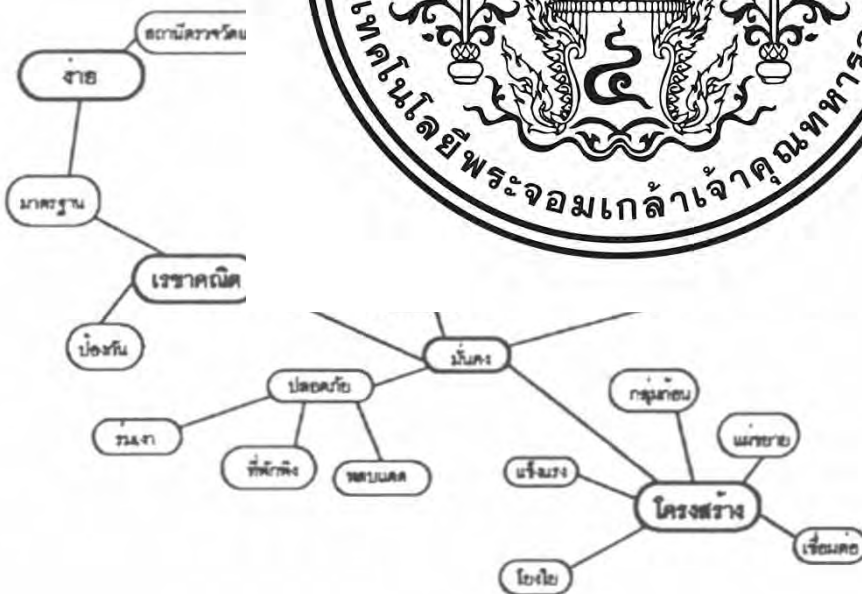 สถานีตรวจวัด
ง่าย
เทคโนโลยีพระจอมเกล้าเจ้าคุณทหาร
มาตรฐาน
เรขาคณิต
ป้องกัน
มั่นคง
ปลอดภัย
กลุ่มก้อน
ร่มเงา
แผ่ขยาย
ที่พักพิง
หลบแดด
แข็งแรง
โครงสร้าง
เชื่อมต่อ
โยงใย